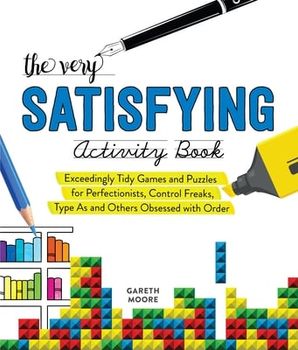 the very
SATISFYING
Activity Book
Exceedingly Tidy Games and Puzzles
for Perfectionists, Control Freaks,
Type As and Others Obsessed with Order
GARETH
MOORE